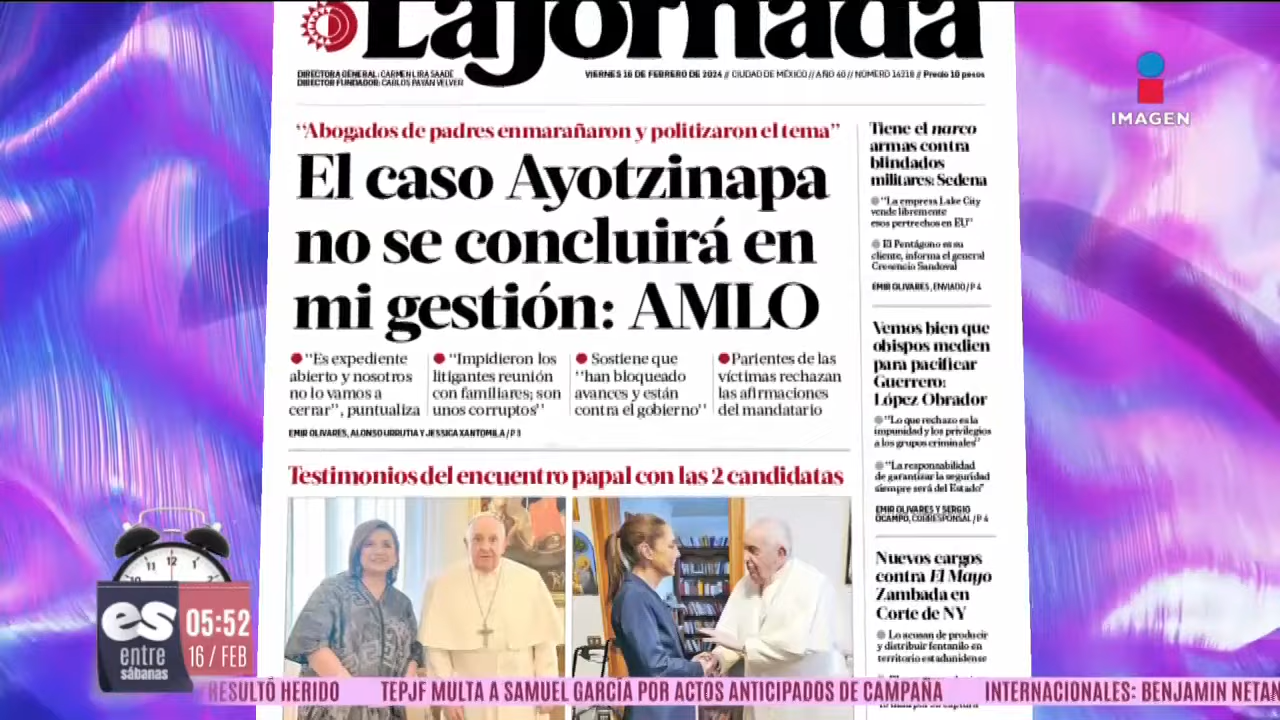 La Jornada
DIRECTORA GENERAL: CARMEN LIRA SAADE
DIRECTOR FUNDADOR: CARLOS PAYAN VELVER
VIERNES 16 DE FEBRERO DE 2024 // CIUDAD DE MÉXICO // AÑO 40 // NÚMERO 14218 // Precio 10 pesos
"Abogados de padres enmarañaron y politizaron el tema"
El caso Ayotzinapa
no se concluirá en
mi gestión: AMLO
"Es expediente
abierto y nosotros
no lo vamos a
cerrar", puntualiza
"Impidieron los
litigantes reunión
con familiares; son
unos corruptos"
Sostiene que
"han bloqueado
avances y están
contra el gobierno"
Parientes de las
víctimas rechazan
las afirmaciones
del mandatario
EMIR OLIVARES, ALONSO URRUTIA Y JESSICA XANTOMILA / P 3
Testimonios del encuentro papal con las 2 candidatas
Tiene el narco
armas contra
blindados
militares: Sedena
"La empresa Lake City
vende libremente
esos pertrechos en EU"
El Pentágono es su
cliente, informa el general
Cresencio Sandoval
EMIR OLIVARES, ENVIADO / P 4
Vemos bien que
obispos medien
para pacificar
Guerrero:
López Obrador
"Lo que rechazo es la
impunidad y los privilegios
a los grupos criminales"
"La responsabilidad
de garantizar la seguridad
siempre será del Estado"
EMIR OLIVARES Y SERGIO
OCAMPO, CORRESPONSAL / P 4
Nuevos cargos
contra El Mayo
Zambada en
Corte de NY
Lo acusan de producir
y distribuir fentanilo en
territorio estadunidense
IMAGEN
11 12 1
es
entre
sábanas
05:52
16 / FEB
RESULTÓ HERIDO TEPJF MULTA A SAMUEL GARCÍA POR ACTOS ANTICIPADOS DE CAMPAÑA INTERNACIONALES: BENJAMIN NETAN